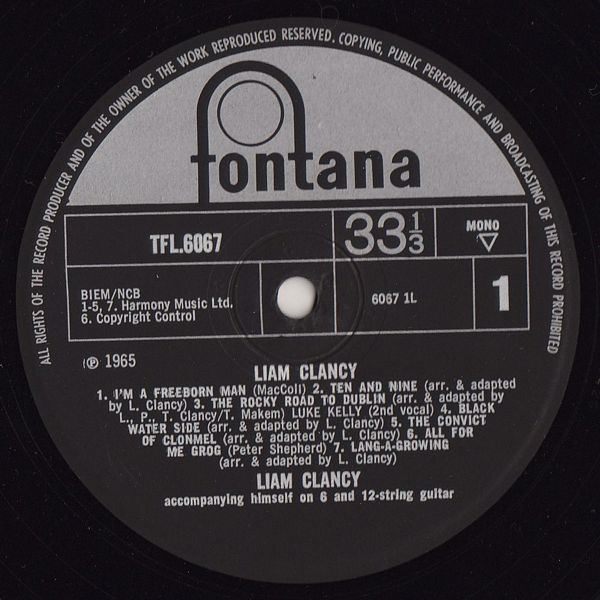 ALL RIGHTS OF THE RECORD PRODUCER AND OF THE OWNER OF THE WORK REPRODUCED RESERVED. COPYING, PUBLIC PERFORMANCE AND BROADCASTING OF THIS RECORD PROHIBITED
fontana
TFL.6067
33 1/3
MONO
BIEM/NCB
1-5, 7. Harmony Music Ltd.
6. Copyright Control
6067 1L
1
℗ 1965
LIAM CLANCY
1. I'M A FREEBORN MAN (MacColl) 2. TEN AND NINE (arr. & adapted
by L. Clancy) 3. THE ROCKY ROAD TO DUBLIN (arr. & adapted by
L., P., T. Clancy/T. Makem) LUKE KELLY (2nd vocal) 4. BLACK
WATER SIDE (arr. & adapted by L. Clancy) 5. THE CONVICT
OF CLONMEL (arr. & adapted by L. Clancy) 6. ALL FOR
ME GROG (Peter Shepherd) 7. LANG-A-GROWING
(arr. & adapted by L. Clancy)
LIAM CLANCY
accompanying himself on 6 and 12-string guitar